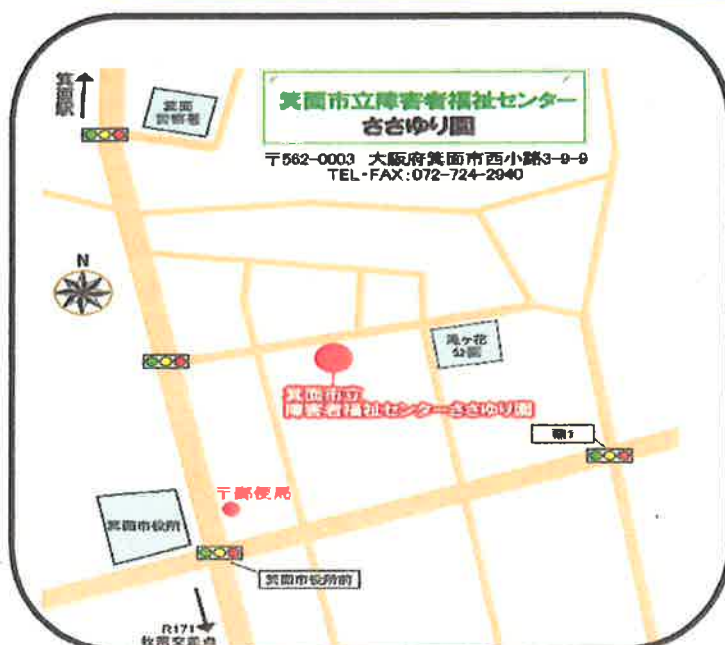 箕面駅
箕面
警察署
箕面市立障害者福祉センター
ささゆり園
〒562-0003 大阪府箕面市西小路3-9-9
TEL・FAX:072-724-2940
N
公園
箕面市立
障害者福祉センターささゆり園
〒郵便局
箕面市役所
箕面市役所前
R171